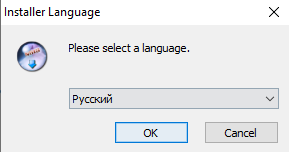 Installer Language
Please select a language.
Русский
OK
Cancel